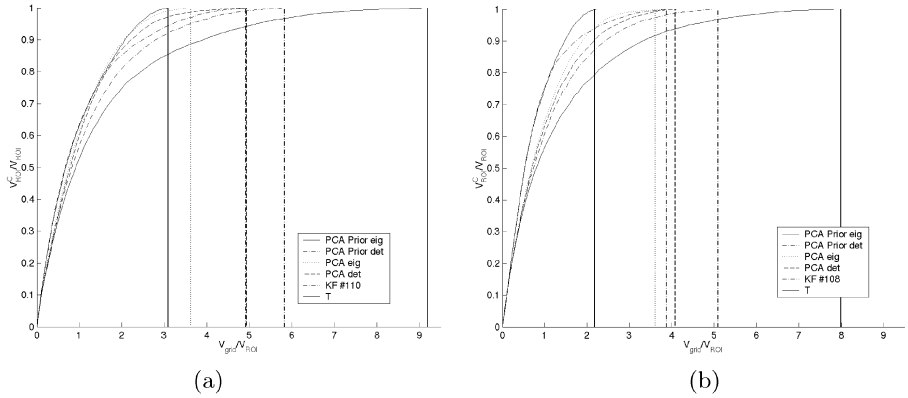 1
0.9
0.8
0.7
0.6
0.5
0.4
0.3
0.2
0.1
0
V^C_ROI/V_ROI
0 1 2 3 4 5 6 7 8 9
V_grid/V_ROI
PCA Prior eig
PCA Prior det
PCA eig
PCA det
KF #110
T
(a)
1
0.9
0.8
0.7
0.6
0.5
0.4
0.3
0.2
0.1
0
V^C_ROI/V_ROI
0 1 2 3 4 5 6 7 8 9
V_grid/V_ROI
PCA Prior eig
PCA Prior det
PCA eig
PCA det
KF #108
T
(b)